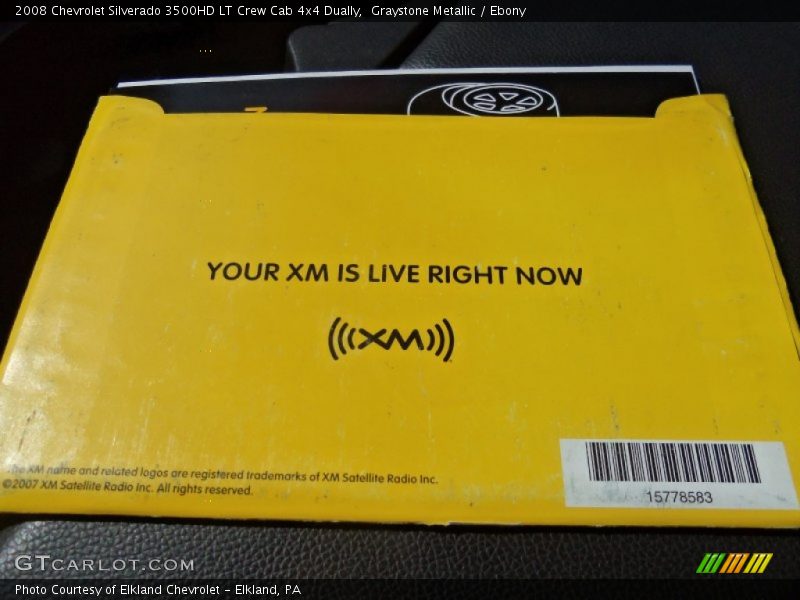 2008 Chevrolet Silverado 3500HD LT Crew Cab 4x4 Dually,  Graystone Metallic / Ebony
YOUR XM IS LIVE RIGHT NOW
(((XM)))
The XM name and related logos are registered trademarks of XM Satellite Radio Inc.
©2007 XM Satellite Radio Inc. All rights reserved.
15778583
GTCARLOT.COM
Photo Courtesy of Elkland Chevrolet - Elkland, PA